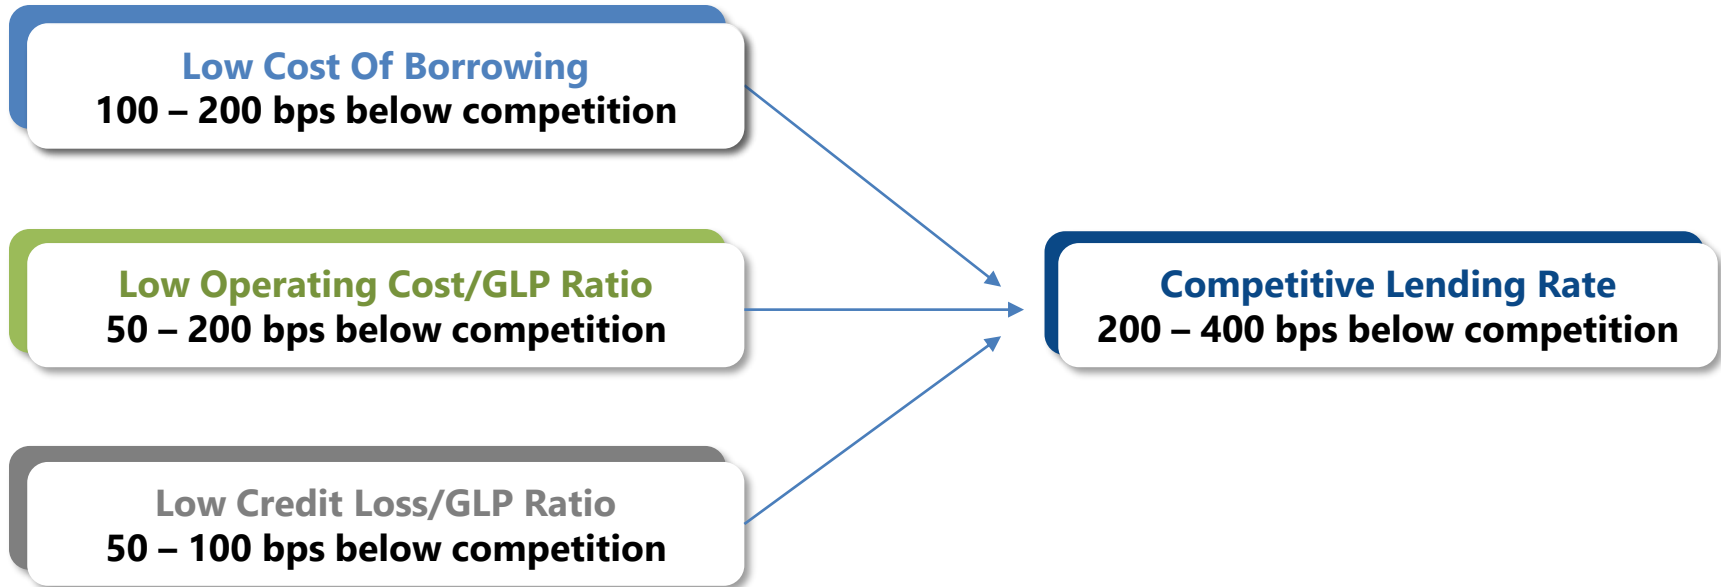 Low Cost Of Borrowing
100 – 200 bps below competition
Low Operating Cost/GLP Ratio
50 – 200 bps below competition
Low Credit Loss/GLP Ratio
50 – 100 bps below competition
Competitive Lending Rate
200 – 400 bps below competition